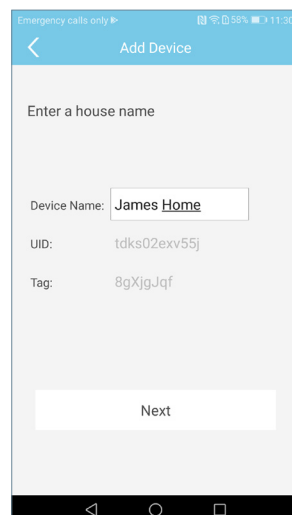 Emergency calls only 58% 11:30
Add Device
Enter a house name
Device Name: James Home
UID: tdks02exv55j
Tag: 8gXjgJqf
Next